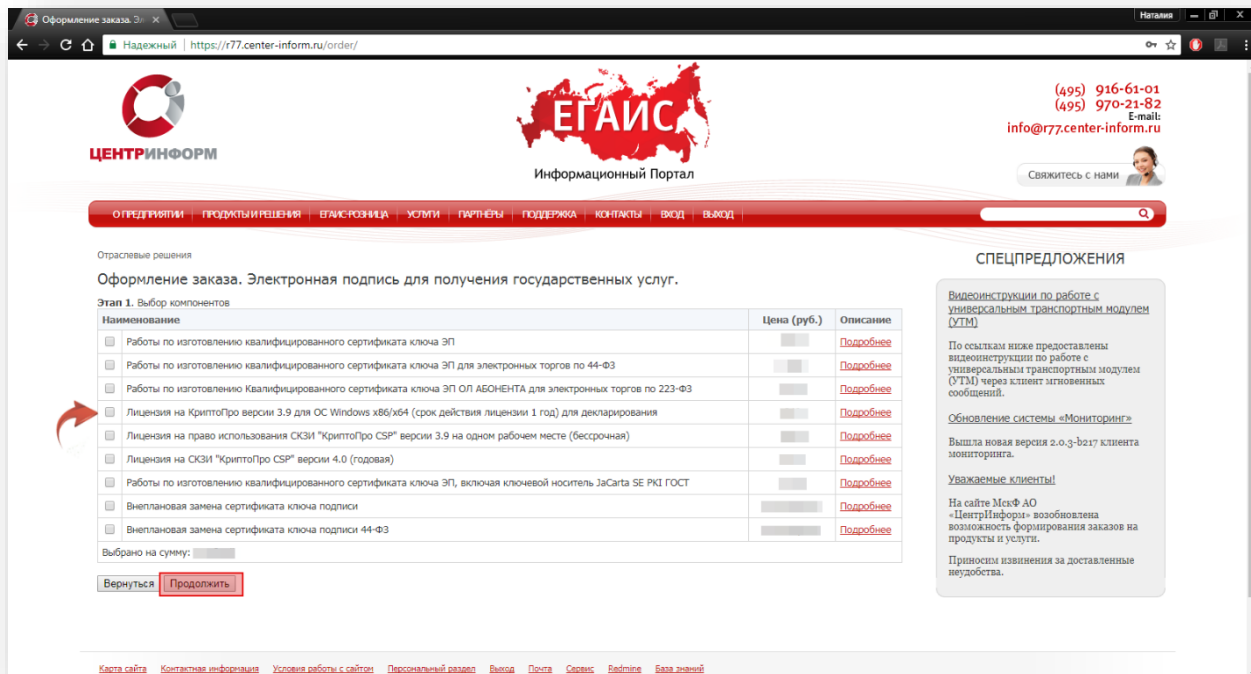 Оформление заказа. Эл
Наталия
Надежный | https://r77.center-inform.ru/order/
ЦЕНТРИНФОРМ
ЕГАИС
Информационный Портал
(495) 916-61-01
(495) 970-21-82
E-mail:
info@r77.center-inform.ru
Свяжитесь с нами
О ПРЕДПРИЯТИИ | ПРОДУКТЫ И РЕШЕНИЯ | ЕГАИС-РОЗНИЦА | УСЛУГИ | ПАРТНЁРЫ | ПОДДЕРЖКА | КОНТАКТЫ | ВХОД | ВЫХОД
Отраслевые решения
Оформление заказа. Электронная подпись для получения государственных услуг.
Этап 1. Выбор компонентов
Наименование Цена (руб.) Описание
Работы по изготовлению квалифицированного сертификата ключа ЭП Подробнее
Работы по изготовлению квалифицированного сертификата ключа ЭП для электронных торгов по 44-ФЗ Подробнее
Работы по изготовлению Квалифицированного сертификата ключа ЭП ОЛ АБОНЕНТА для электронных торгов по 223-ФЗ Подробнее
Лицензия на КриптоПро версии 3.9 для ОС Windows x86/x64 (срок действия лицензии 1 год) для декларирования Подробнее
Лицензия на право использования СКЗИ "КриптоПро CSP" версии 3.9 на одном рабочем месте (бессрочная) Подробнее
Лицензия на СКЗИ "КриптоПро CSP" версии 4.0 (годовая) Подробнее
Работы по изготовлению квалифицированного сертификата ключа ЭП, включая ключевой носитель JaCarta SE PKI ГОСТ Подробнее
Внеплановая замена сертификата ключа подписи Подробнее
Внеплановая замена сертификата ключа подписи 44-ФЗ Подробнее
Выбрано на сумму:
Вернуться Продолжить
СПЕЦПРЕДЛОЖЕНИЯ
Видеоинструкции по работе с
универсальным транспортным модулем
(УТМ)
По ссылкам ниже предоставлены
видеоинструкции по работе с
универсальным транспортным модулем
(УТМ) через клиент мгновенных
сообщений.
Обновление системы «Мониторинг»
Вышла новая версия 2.0.3-b217 клиента
мониторинга.
Уважаемые клиенты!
На сайте МскФ АО
«ЦентрИнформ» возобновлена
возможность формирования заказов на
продукты и услуги.
Приносим извинения за доставленные
неудобства.
Карта сайта Контактная информация Условия работы с сайтом Персональный раздел Выход Почта Сервис Redmine База знаний